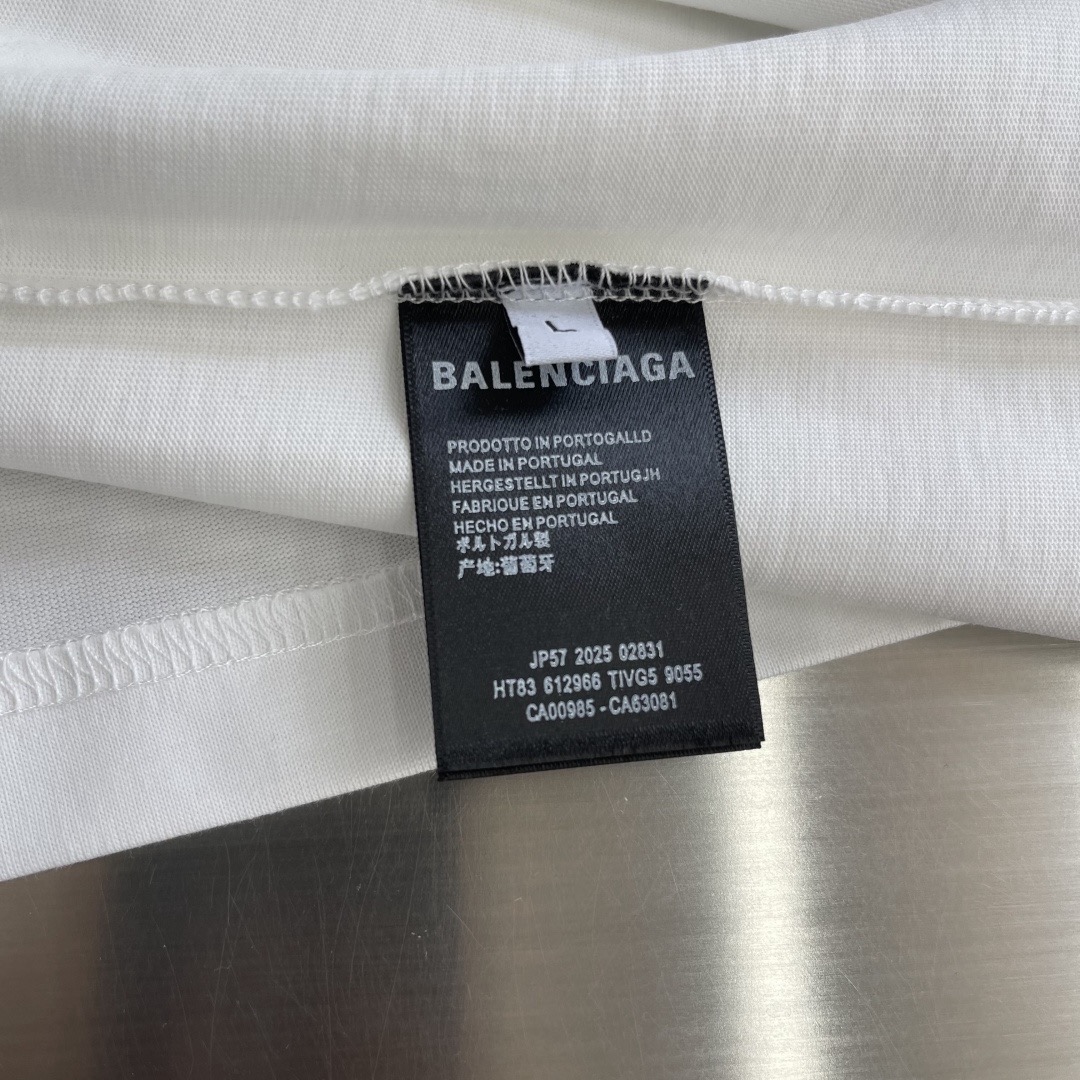 L
BALENCIAGA
PRODOTTO IN PORTOGALLD
MADE IN PORTUGAL
HERGESTELLT IN PORTUGJH
FABRIQUE EN PORTUGAL
HECHO EN PORTUGAL
ポルトガル製
产地:葡萄牙
JP57 2025 02831
HT83 612966 TIVG5 9055
CA00985 - CA63081